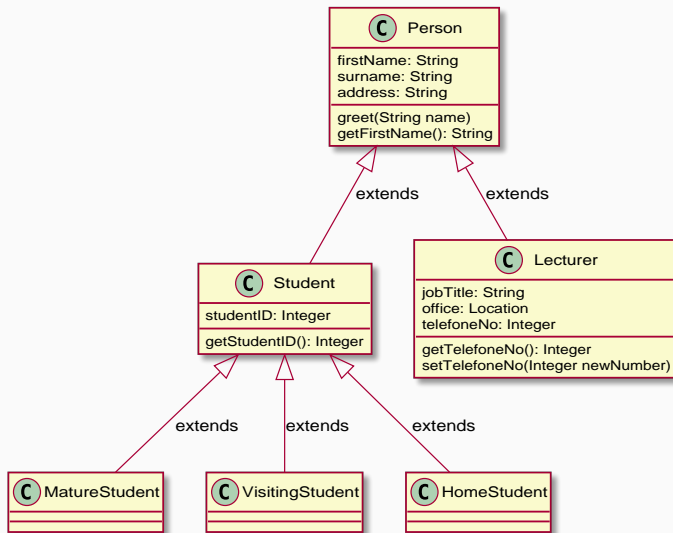 C Person
firstName: String
surname: String
address: String
greet(String name)
getFirstName(): String
extends
extends
C Student
studentID: Integer
getStudentID(): Integer
C Lecturer
jobTitle: String
office: Location
telefoneNo: Integer
getTelefoneNo(): Integer
setTelefoneNo(Integer newNumber)
extends
extends
extends
C MatureStudent
C VisitingStudent
C HomeStudent